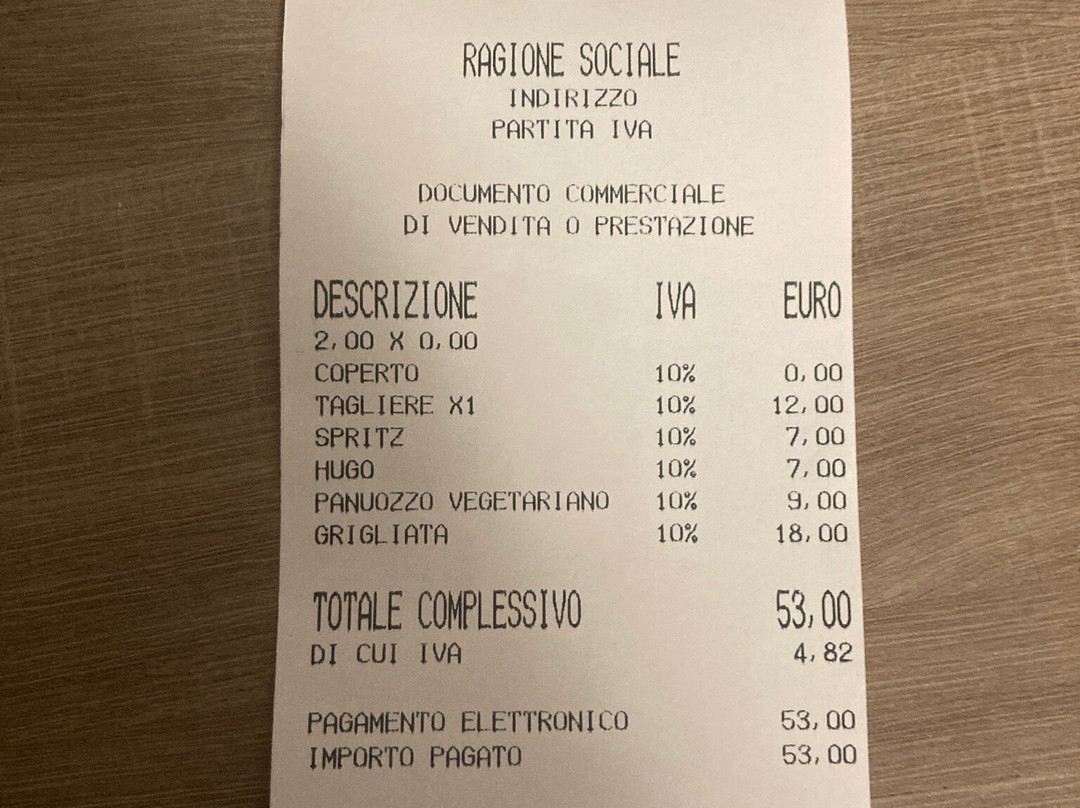 RAGIONE SOCIALE
INDIRIZZO
PARTITA IVA
DOCUMENTO COMMERCIALE
DI VENDITA O PRESTAZIONE
DESCRIZIONE IVA EURO
2,00 X 0,00
COPERTO 10% 0,00
TAGLIERE X1 10% 12,00
SPRITZ 10% 7,00
HUGO 10% 7,00
PANUOZZO VEGETARIANO 10% 9,00
GRIGLIATA 10% 18,00
TOTALE COMPLESSIVO 53,00
DI CUI IVA 4,82
PAGAMENTO ELETTRONICO 53,00
IMPORTO PAGATO 53,00